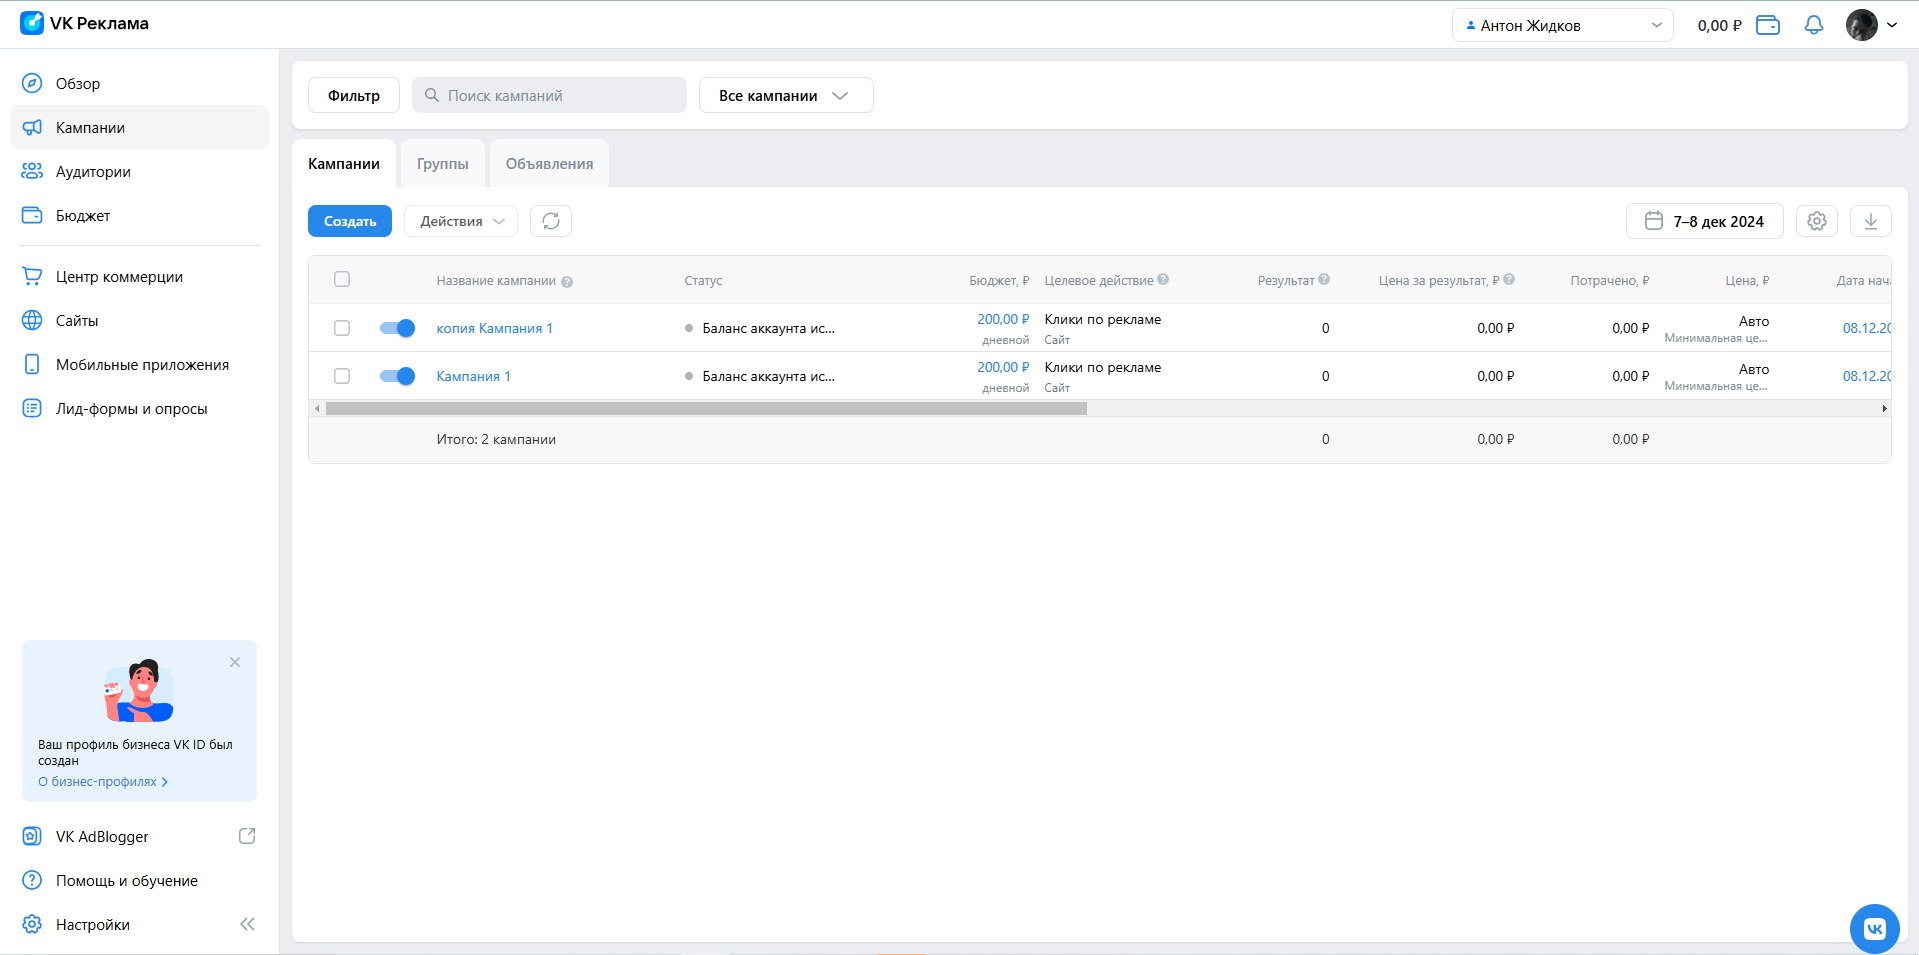 VK Реклама
Антон Жидков
0,00 ₽
Обзор
Кампании
Аудитории
Бюджет
Центр коммерции
Сайты
Мобильные приложения
Лид-формы и опросы
Ваш профиль бизнеса VK ID был
создан
О бизнес-профилях
VK AdBlogger
Помощь и обучение
Настройки
Фильтр
Поиск кампаний
Все кампании
Кампании
Группы
Объявления
Создать
Действия
7–8 дек 2024
Название кампании ? Статус Бюджет, ₽ Целевое действие ? Результат ? Цена за результат, ₽ ? Потрачено, ₽ Цена, ₽ Дата нач
копия Кампания 1 Баланс аккаунта ис... 200,00 ₽ Клики по рекламе 0 0,00 ₽ 0,00 ₽ Авто 08.12.20
дневной Сайт Минимальная це...
Кампания 1 Баланс аккаунта ис... 200,00 ₽ Клики по рекламе 0 0,00 ₽ 0,00 ₽ Авто 08.12.20
дневной Сайт Минимальная це...
Итого: 2 кампании 0 0,00 ₽ 0,00 ₽